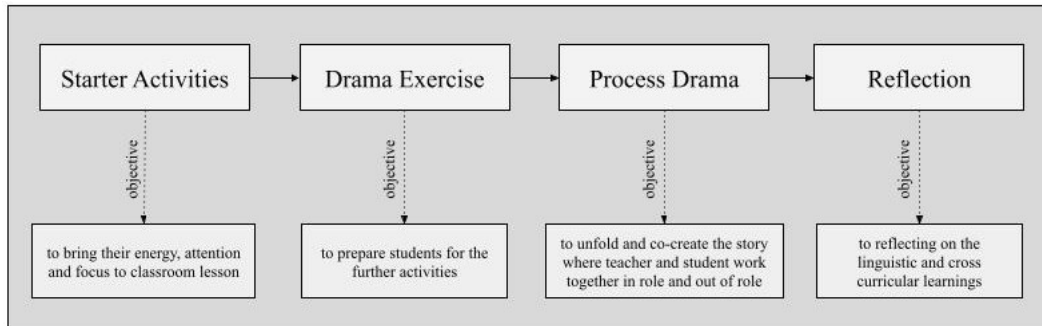 Starter Activities
Drama Exercise
Process Drama
Reflection
objective
objective
objective
objective
to bring their energy, attention
and focus to classroom lesson
to prepare students for the
further activities
to unfold and co-create the story
where teacher and student work
together in role and out of role
to reflecting on the
linguistic and cross
curricular learnings